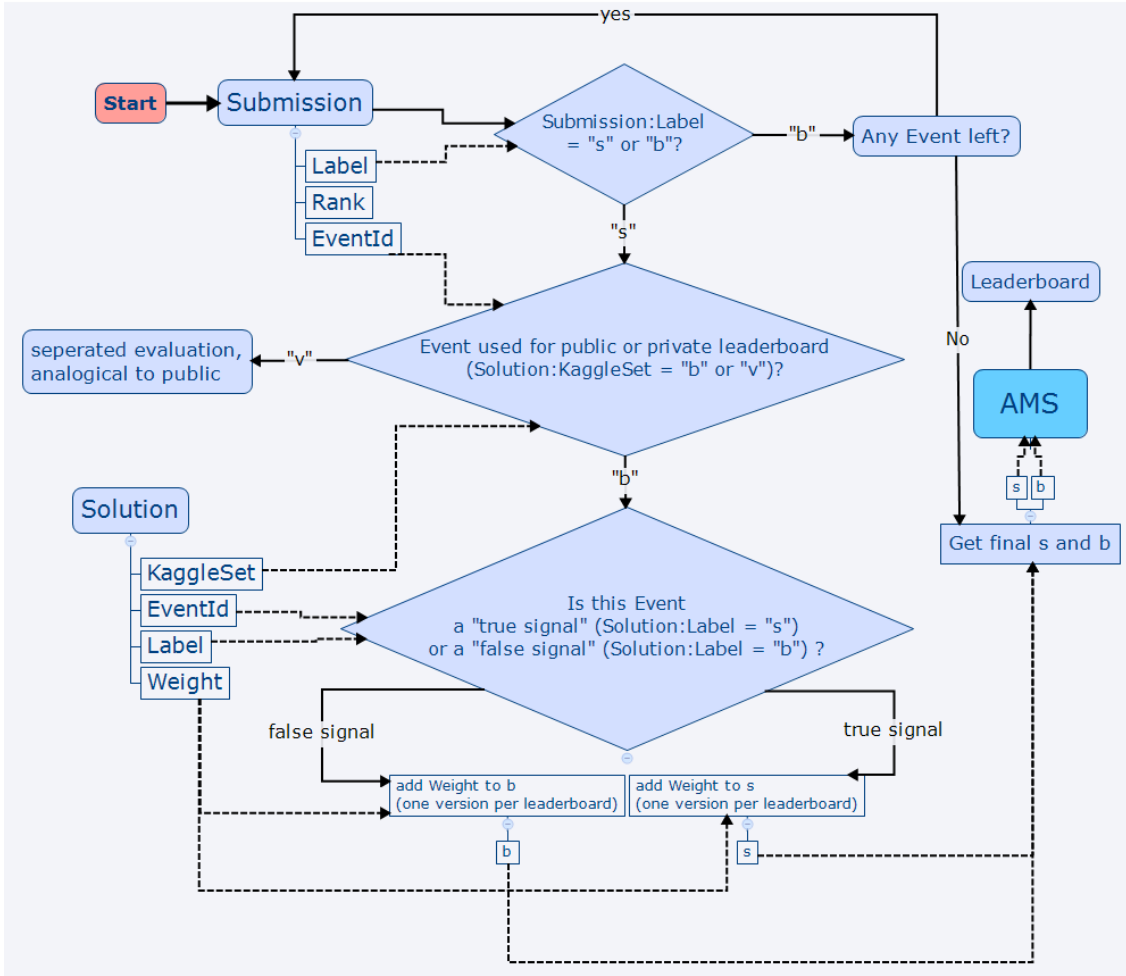 yes
Start
Submission
Submission:Label
= "s" or "b"?
"b"
Any Event left?
Label
Rank
EventId
"s"
Leaderboard
seperated evaluation,
analogical to public
"v"
Event used for public or private leaderboard
(Solution:KaggleSet = "b" or "v")?
No
AMS
"b"
s
b
Solution
Get final s and b
KaggleSet
EventId
Label
Weight
Is this Event
a "true signal" (Solution:Label = "s")
or a "false signal" (Solution:Label = "b") ?
false signal
true signal
add Weight to b
(one version per leaderboard)
add Weight to s
(one version per leaderboard)
b
s